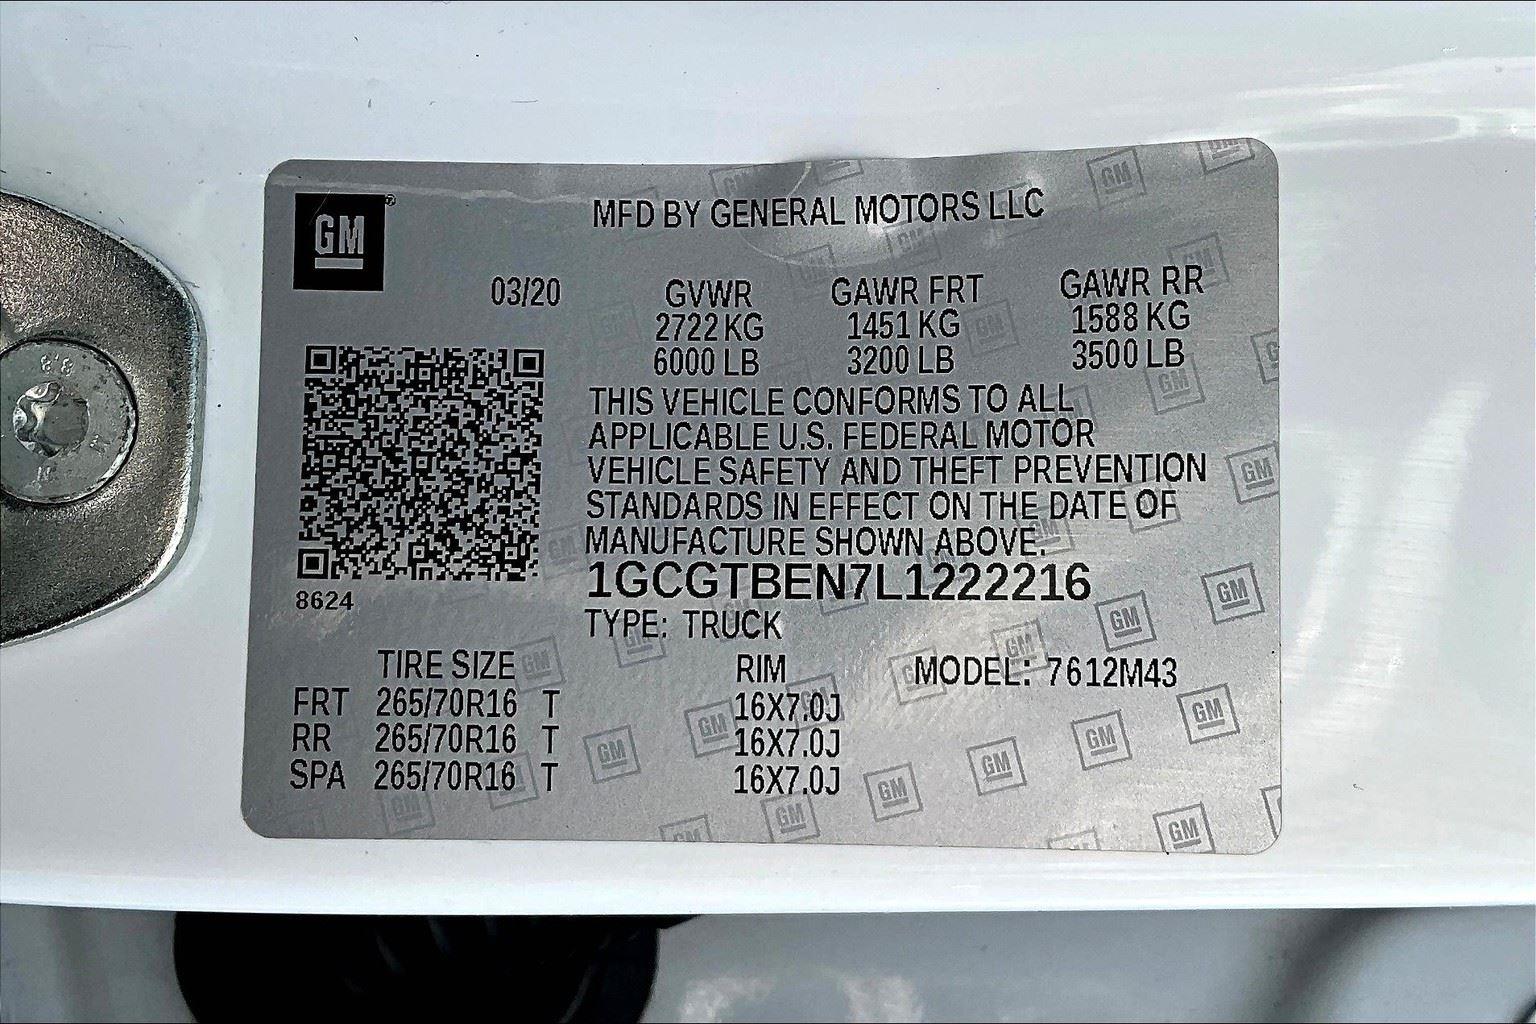 GM
MFD BY GENERAL MOTORS LLC
03/20 GVWR GAWR FRT GAWR RR
2722 KG 1451 KG 1588 KG
6000 LB 3200 LB 3500 LB
THIS VEHICLE CONFORMS TO ALL
APPLICABLE U.S. FEDERAL MOTOR
VEHICLE SAFETY AND THEFT PREVENTION
STANDARDS IN EFFECT ON THE DATE OF
MANUFACTURE SHOWN ABOVE.
1GCGTBEN7L1222216
8624
TYPE: TRUCK
TIRE SIZE RIM MODEL: 7612M43
FRT 265/70R16 T 16X7.0J
RR 265/70R16 T 16X7.0J
SPA 265/70R16 T 16X7.0J
8.8